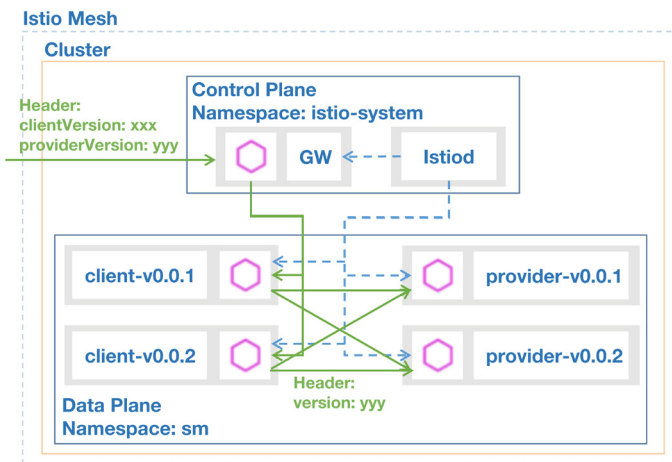 Istio Mesh
Cluster
Control Plane
Namespace: istio-system
Header:
clientVersion: xxx
providerVersion: yyy
GW
Istiod
client-v0.0.1
provider-v0.0.1
client-v0.0.2
provider-v0.0.2
Header:
version: yyy
Data Plane
Namespace: sm